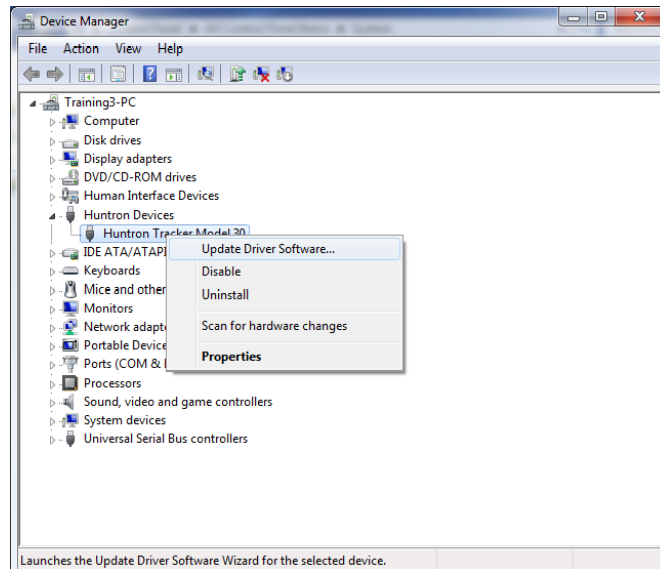 Device Manager
File Action View Help
Training3-PC
Computer
Disk drives
Display adapters
DVD/CD-ROM drives
Human Interface Devices
Huntron Devices
Huntron Tracker Model 30
IDE ATA/ATAPI
Keyboards
Mice and other
Monitors
Network adapte
Portable Device
Ports (COM &
Processors
Sound, video and game controllers
System devices
Universal Serial Bus controllers
Update Driver Software...
Disable
Uninstall
Scan for hardware changes
Properties
Launches the Update Driver Software Wizard for the selected device.